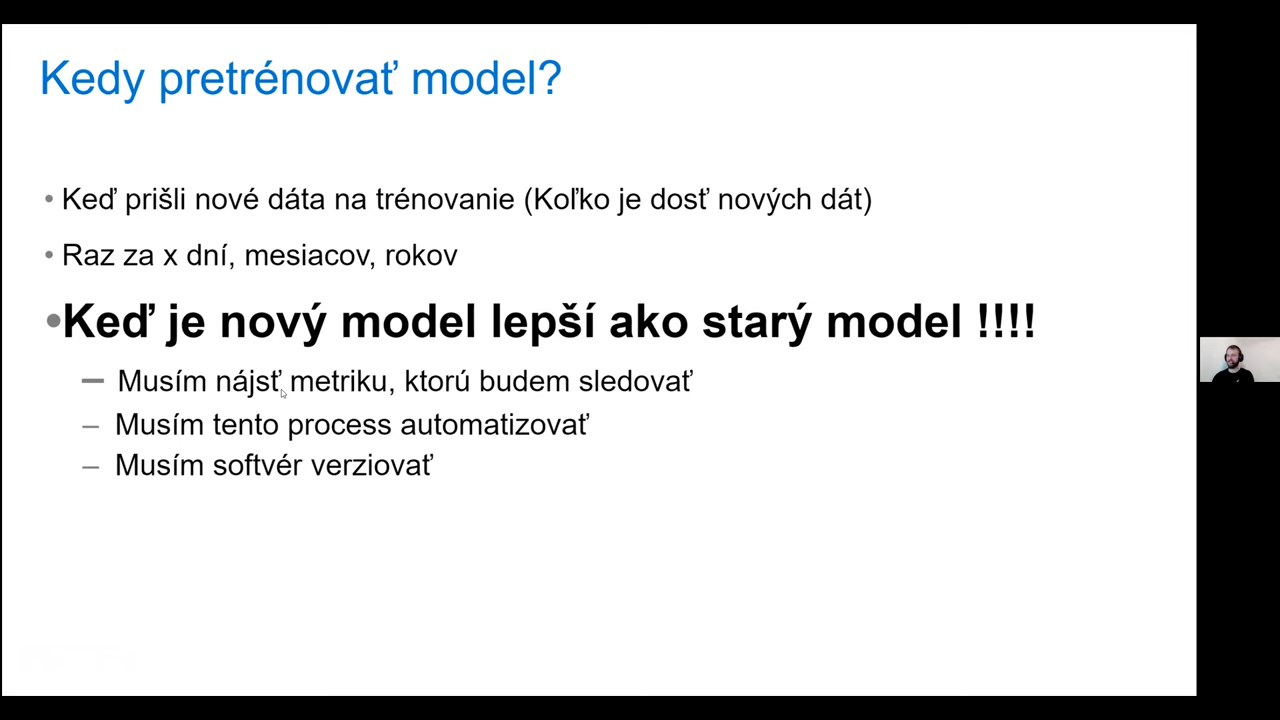 Kedy pretrénovať model?
• Keď prišli nové dáta na trénovanie (Koľko je dosť nových dát)
• Raz za x dní, mesiacov, rokov
•Keď je nový model lepší ako starý model !!!!
– Musím nájsť metriku, ktorú budem sledovať
– Musím tento process automatizovať
– Musím softvér verziovať